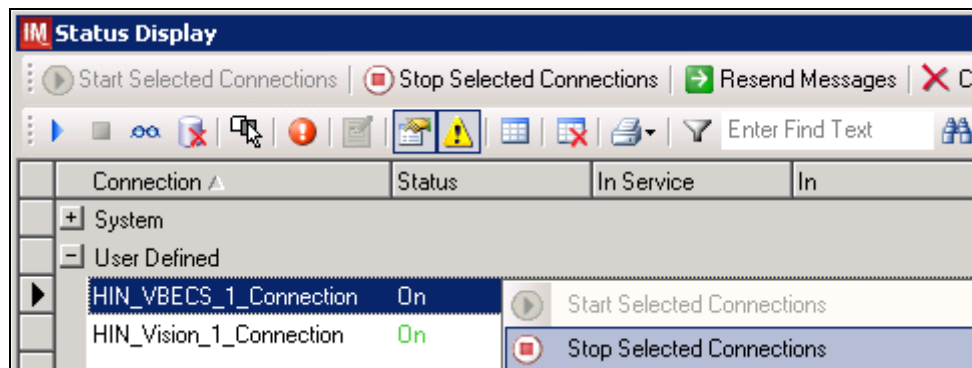 IM Status Display
Start Selected Connections Stop Selected Connections Resend Messages C
Enter Find Text
Connection Status In Service In
System
User Defined
HIN_VBECS_1_Connection On Start Selected Connections
HIN_Vision_1_Connection On Stop Selected Connections